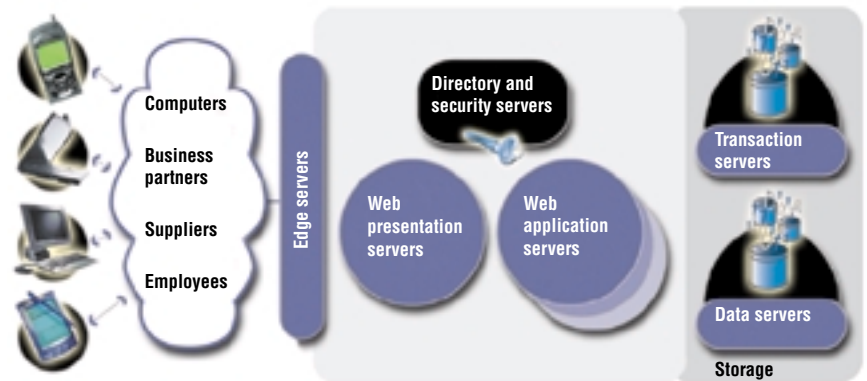 Computers
Business
partners
Suppliers
Employees
Edge servers
Directory and
security servers
Web
presentation
servers
Web
application
servers
Transaction
servers
Data servers
Storage